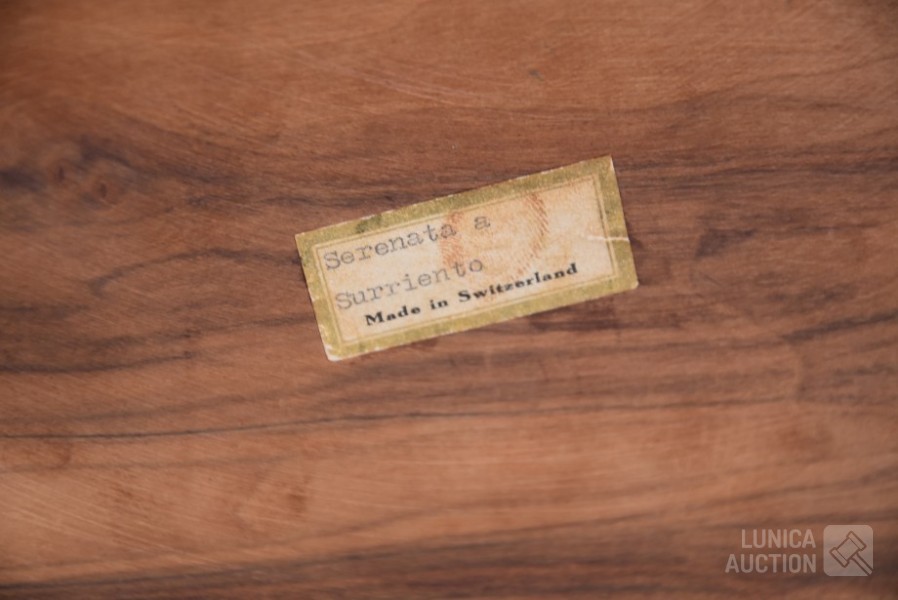 Serenata a
Surriento
Made in Switzerland
LUNICA
AUCTION